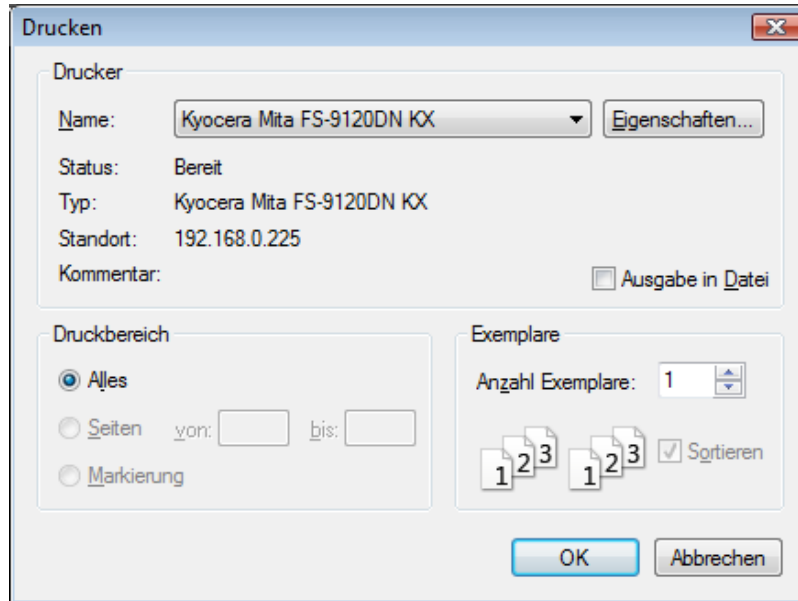 Drucken
Drucker
Name: Kyocera Mita FS-9120DN KX Eigenschaften...
Status: Bereit
Typ: Kyocera Mita FS-9120DN KX
Standort: 192.168.0.225
Kommentar: Ausgabe in Datei
Druckbereich
Alles
Seiten von: bis:
Markierung
Exemplare
Anzahl Exemplare: 1
1 2 3 1 2 3 Sortieren
OK Abbrechen